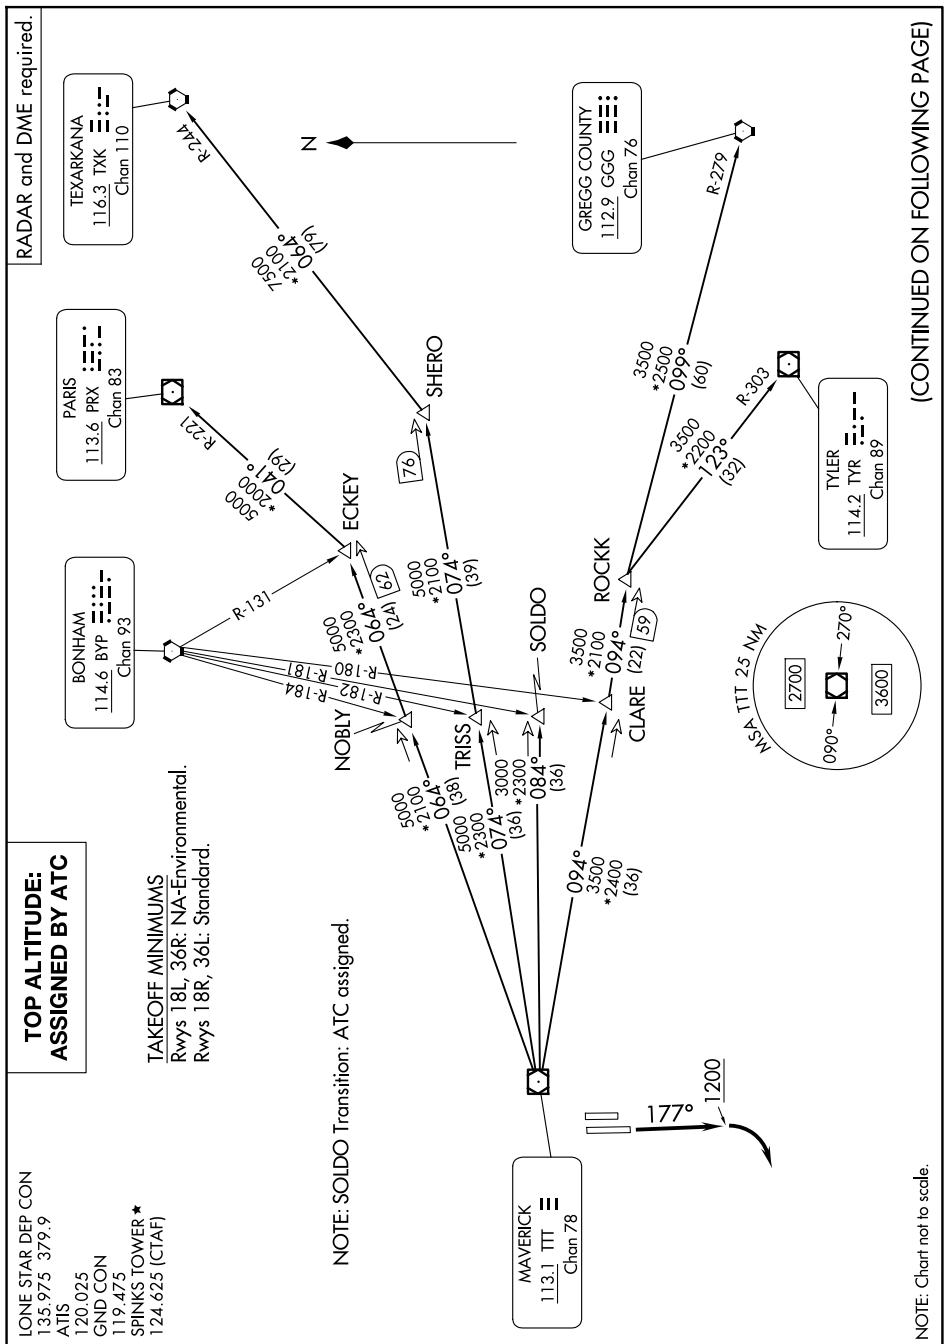 LONE STAR DEP CON
135.975 379.9
ATIS
120.025
GND CON
119.475
SPINKS TOWER ★
124.625 (CTAF)
TOP ALTITUDE:
ASSIGNED BY ATC
RADAR and DME required.
TAKEOFF MINIMUMS
Rwys 18L, 36R: NA-Environmental.
Rwys 18R, 36L: Standard.
NOTE: SOLDO Transition: ATC assigned.
BONHAM
114.6 BYP
Chan 93
PARIS
113.6 PRX
Chan 83
TEXARKANA
116.3 TXK
Chan 110
R-184
R-182
R-181
R-180
R-131
R-221
R-244
N
5000
*2000
041°
(29)
7500
*2100
064°
(79)
NOBLY
ECKEY
SHERO
TRISS
SOLDO
CLARE
ROCKK
5000
*2100
064°
(38)
5000
*2300
064°
(24)
62
5000
*2300
074°
(36)
5000
*2100
074°
(39)
76
3000
*2300
084°
(36)
094°
3500
*2400
(36)
3500
*2100
094°
(22)
59
3500
*2500
099°
(60)
R-279
3500
*2200
123°
(32)
R-303
GREGG COUNTY
112.9 GGG
Chan 76
TYLER
114.2 TYR
Chan 89
MAVERICK
113.1 TTT
Chan 78
177°
1200
MSA TTT 25 NM
2700
090°
270°
3600
NOTE: Chart not to scale.
(CONTINUED ON FOLLOWING PAGE)